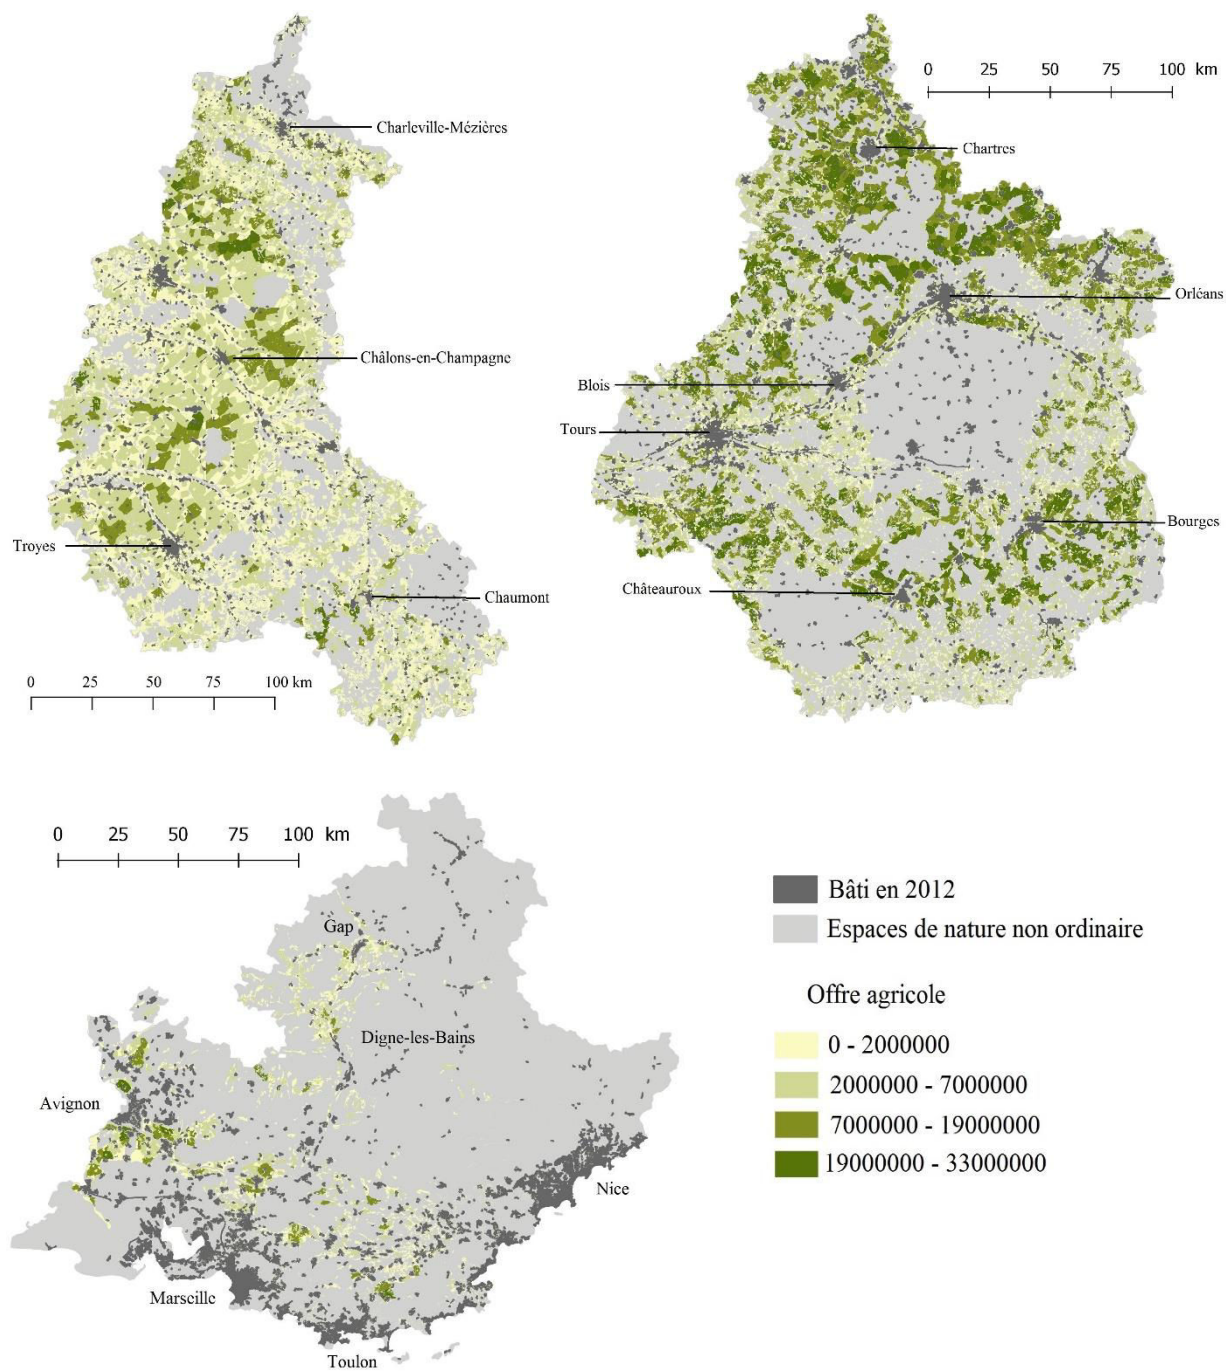 0 25 50 75 100 km
Charleville-Mézières
Chartres
Orléans
Châlons-en-Champagne
Blois
Tours
Bourges
Troyes
Châteauroux
Chaumont
0 25 50 75 100 km
0 25 50 75 100 km
Bâti en 2012
Espaces de nature non ordinaire
Gap
Offre agricole
Digne-les-Bains
0 - 2000000
2000000 - 7000000
Avignon
7000000 - 19000000
19000000 - 33000000
Nice
Marseille
Toulon